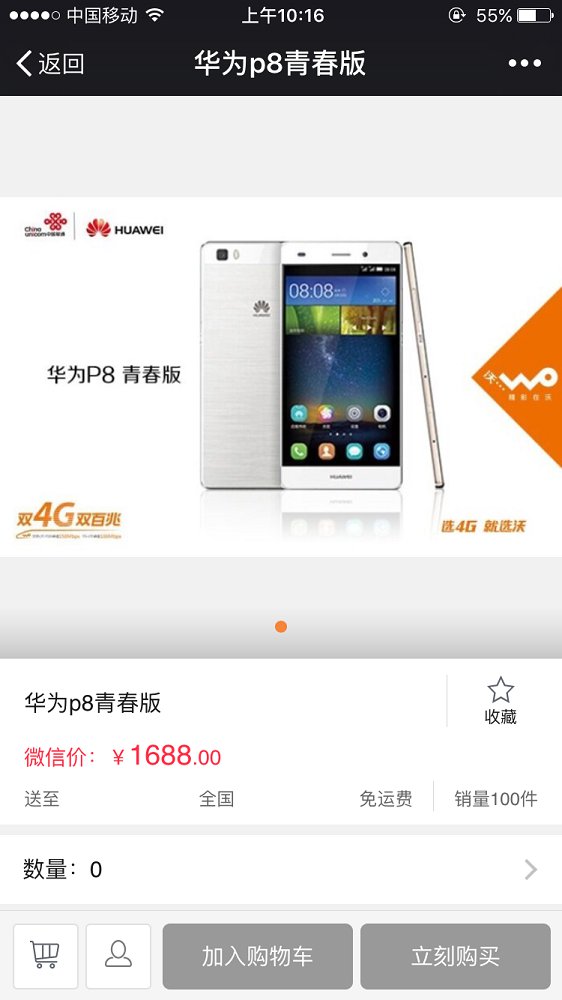 中国移动 上午10:16 55%
返回 华为p8青春版
China unicom中国联通 HUAWEI
08:08
HUAWEI
华为P8 青春版
沃...
精彩在沃
双4G双百兆
选4G 就选沃
HUAWEI
华为p8青春版
收藏
微信价：￥1688.00
送至 全国 免运费 销量100件
数量：0
加入购物车 立刻购买